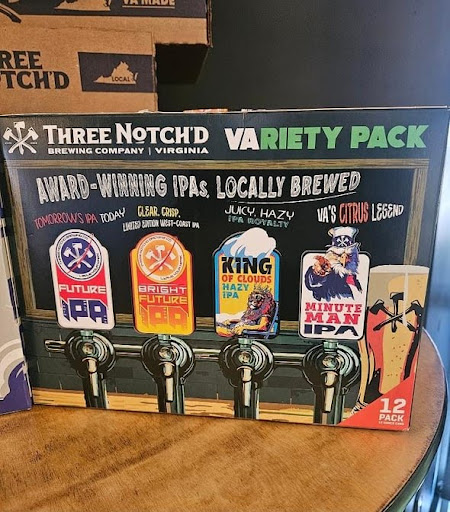 VA MADE
REE
TCH'D
LOCAL
THREE NOTCH'D
BREWING COMPANY | VIRGINIA
VARIETY PACK
AWARD-WINNING IPAs, LOCALLY BREWED
TOMORROW'S IPA TODAY
CLEAR. CRISP.
LIMITED EDITION WEST-COAST IPA
JUICY, HAZY
IPA ROYALTY
VA'S CITRUS LEGEND
FUTURE
IPA
BRIGHT
FUTURE
IPA
KING
OF CLOUDS
HAZY
IPA
MINUTE
MAN
IPA
12
PACK